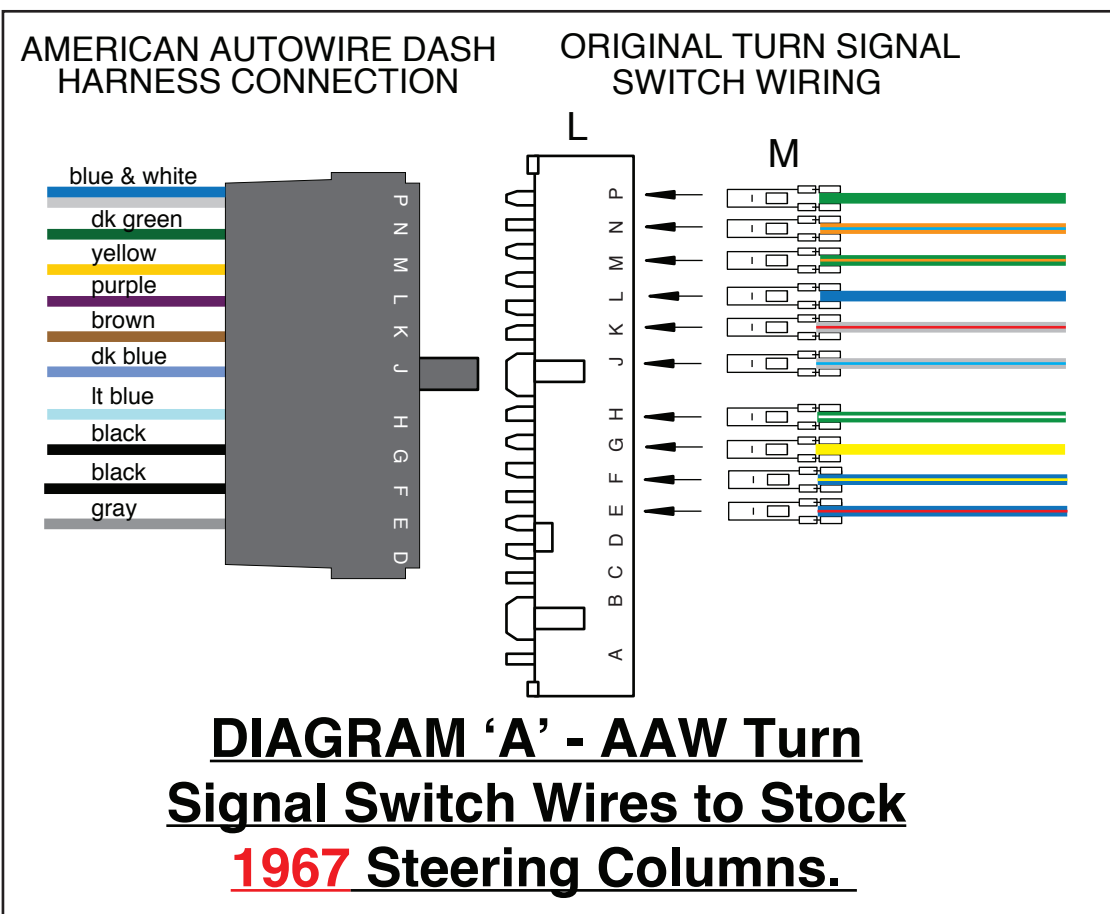 AMERICAN AUTOWIRE DASH
HARNESS CONNECTION
ORIGINAL TURN SIGNAL
SWITCH WIRING
L
M
blue & white
dk green
yellow
purple
brown
dk blue
lt blue
black
black
gray
P
N
M
L
K
J
H
G
F
E
D
P
N
M
L
K
J
H
G
F
E
D
C
B
A
DIAGRAM ‘A’ - AAW Turn
Signal Switch Wires to Stock
1967 Steering Columns.